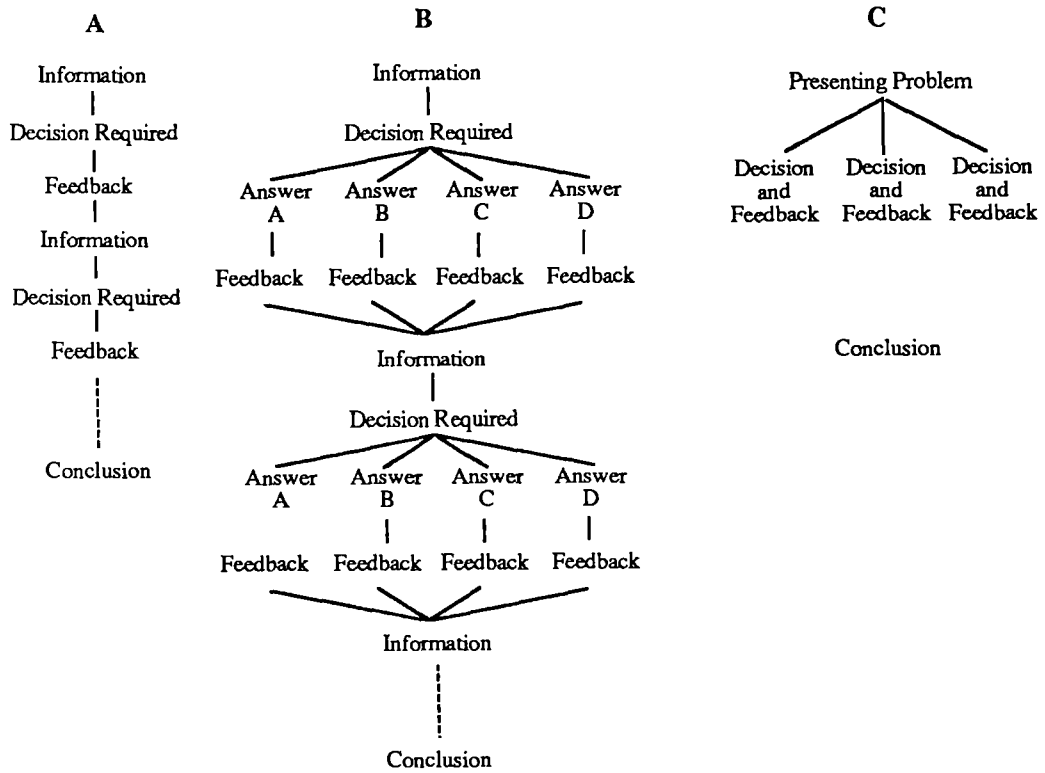 A
Information
Decision Required
Feedback
Information
Decision Required
Feedback
Conclusion
B
Information
Decision Required
Answer A
Answer B
Answer C
Answer D
Feedback Feedback Feedback Feedback
Information
Decision Required
Answer A
Answer B
Answer C
Answer D
Feedback Feedback Feedback Feedback
Information
Conclusion
C
Presenting Problem
Decision and Feedback
Decision and Feedback
Decision and Feedback
Conclusion